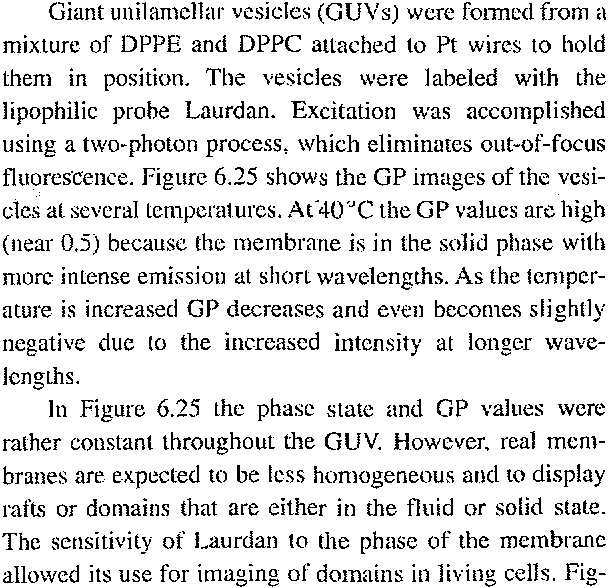 Giant unilamellar vesicles (GUVs) were formed from a
mixture of DPPE and DPPC attached to Pt wires to hold
them in position. The vesicles were labeled with the
lipophilic probe Laurdan. Excitation was accomplished
using a two-photon process, which eliminates out-of-focus
fluorescence. Figure 6.25 shows the GP images of the vesi-
cles at several temperatures. At 40°C the GP values are high
(near 0.5) because the membrane is in the solid phase with
more intense emission at short wavelengths. As the temper-
ature is increased GP decreases and even becomes slightly
negative due to the increased intensity at longer wave-
lengths.
In Figure 6.25 the phase state and GP values were
rather constant throughout the GUV. However, real mem-
branes are expected to be less homogeneous and to display
rafts or domains that are either in the fluid or solid state.
The sensitivity of Laurdan to the phase of the membrane
allowed its use for imaging of domains in living cells. Fig-